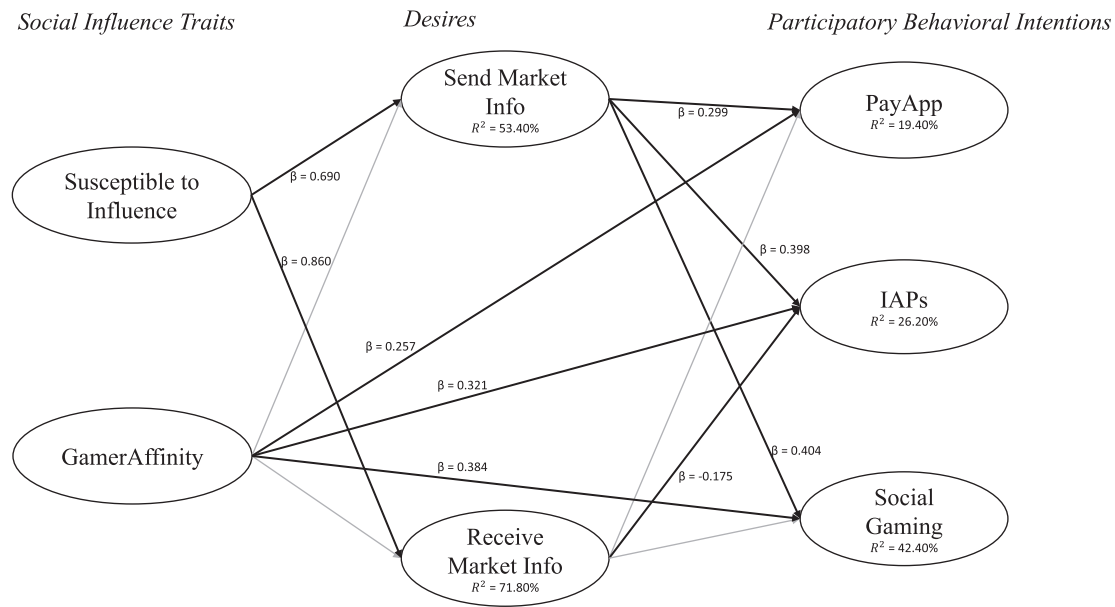 Social Influence Traits
Desires
Participatory Behavioral Intentions
Send Market
Info
R² = 53.40%
PayApp
R² = 19.40%
β = 0.299
Susceptible to
Influence
β = 0.690
β = 0.860
β = 0.398
IAPs
R² = 26.20%
β = 0.257
β = 0.321
GamerAffinity
β = 0.384
β = 0.404
β = -0.175
Social
Gaming
R² = 42.40%
Receive
Market Info
R² = 71.80%